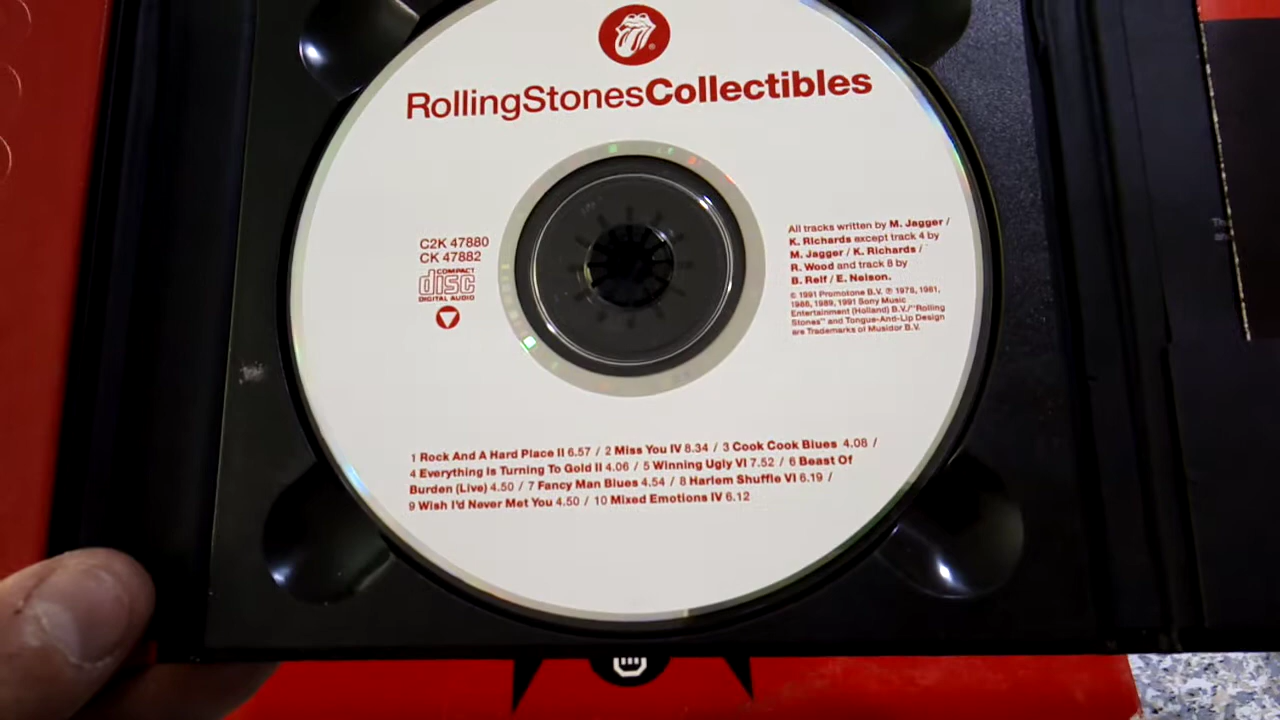 RollingStonesCollectibles
C2K 47880
CK 47882
COMPACT
disc
DIGITAL AUDIO
All tracks written by M. Jagger /
K. Richards except track 4 by
M. Jagger / K. Richards /
R. Wood and track 8 by
B. Relf / E. Nelson.
© 1991 Promotone B.V. ℗ 1978, 1981,
1986, 1989, 1991 Sony Music
Entertainment (Holland) B.V./"Rolling
Stones" and Tongue-And-Lip Design
are Trademarks of Musidor B.V.
1 Rock And A Hard Place II 6.57 / 2 Miss You IV 8.34 / 3 Cook Cook Blues 4.08 /
4 Everything Is Turning To Gold II 4.06 / 5 Winning Ugly VI 7.52 / 6 Beast Of
Burden (Live) 4.50 / 7 Fancy Man Blues 4.54 / 8 Harlem Shuffle VI 6.19 /
9 Wish I'd Never Met You 4.50 / 10 Mixed Emotions IV 6.12